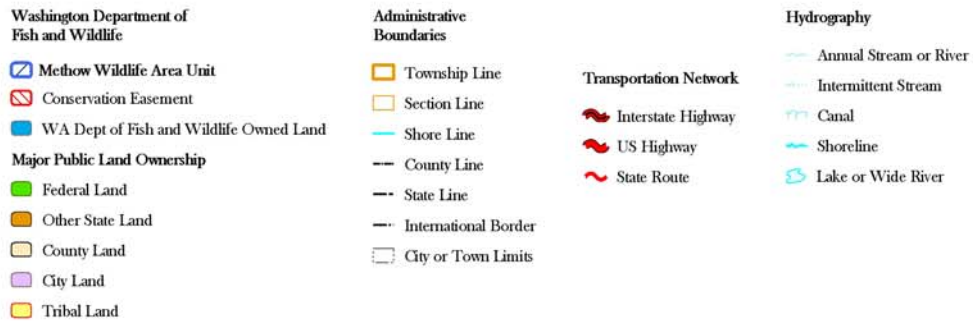 Washington Department of
Fish and Wildlife
Methow Wildlife Area Unit
Conservation Easement
WA Dept of Fish and Wildlife Owned Land
Major Public Land Ownership
Federal Land
Other State Land
County Land
City Land
Tribal Land
Administrative
Boundaries
Township Line
Section Line
Shore Line
County Line
State Line
International Border
City or Town Limits
Transportation Network
Interstate Highway
US Highway
State Route
Hydrography
Annual Stream or River
Intermittent Stream
Canal
Shoreline
Lake or Wide River